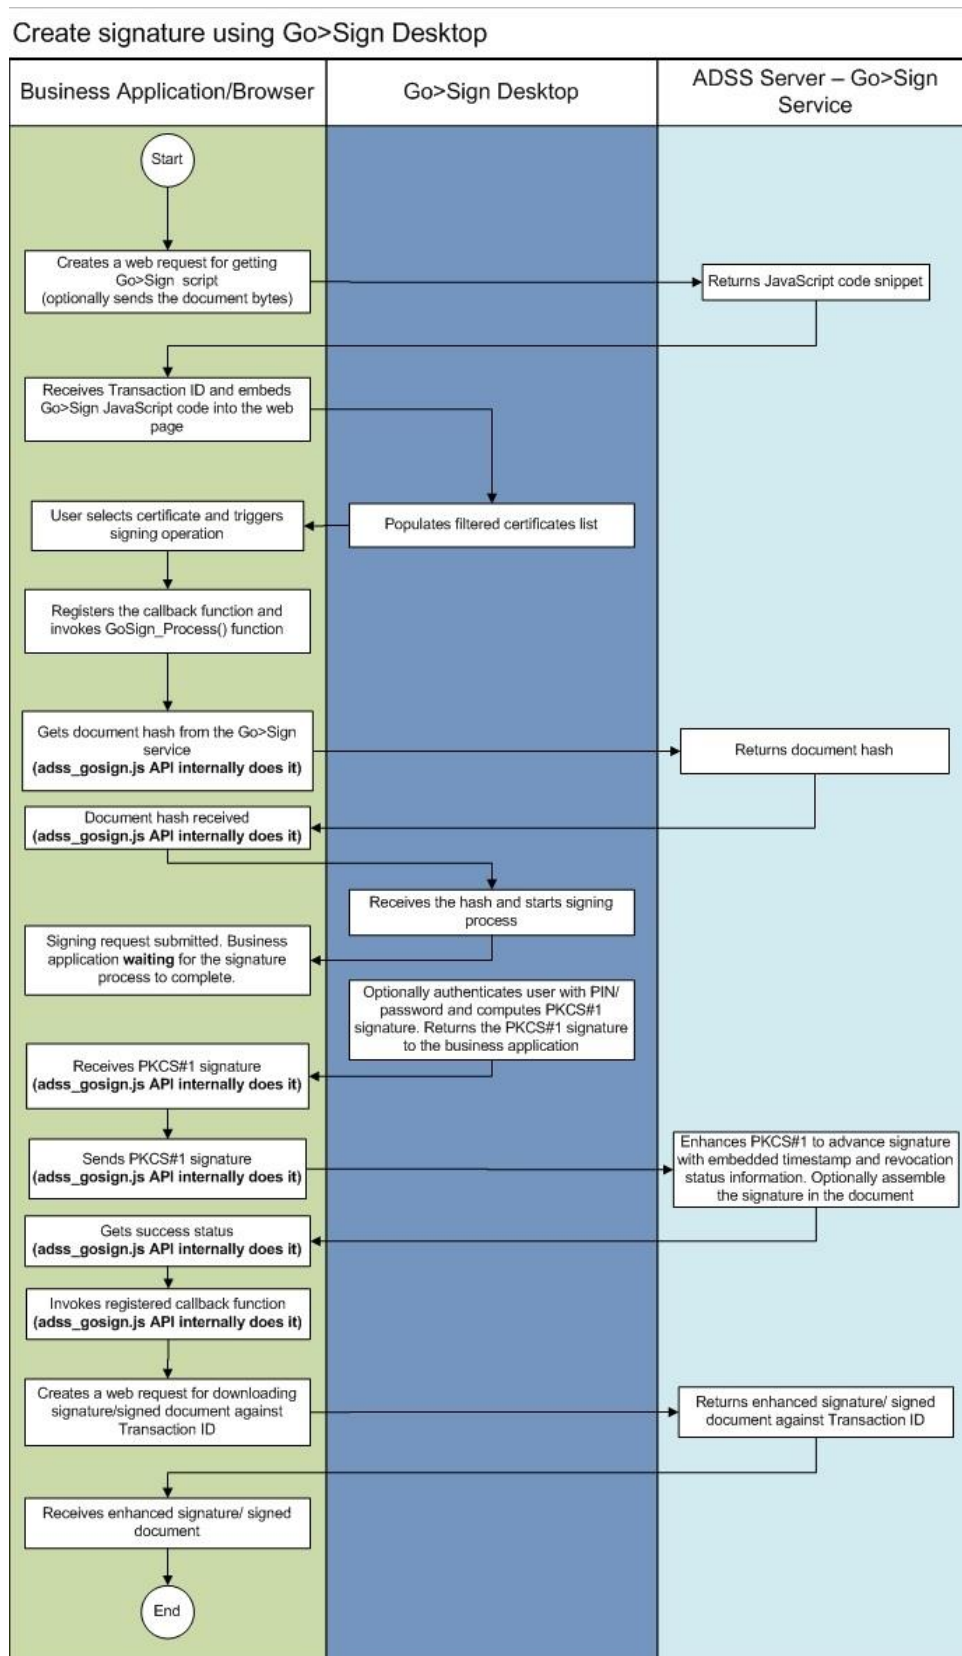 Create signature using Go>Sign Desktop
Business Application/Browser
Go>Sign Desktop
ADSS Server – Go>Sign
Service
Start
Creates a web request for getting
Go>Sign script
(optionally sends the document bytes)
Returns JavaScript code snippet
Receives Transaction ID and embeds
Go>Sign JavaScript code into the web
page
Populates filtered certificates list
User selects certificate and triggers
signing operation
Registers the callback function and
invokes GoSign_Process() function
Gets document hash from the Go>Sign
service
(adss_gosign.js API internally does it)
Returns document hash
Document hash received
(adss_gosign.js API internally does it)
Receives the hash and starts signing
process
Signing request submitted. Business
application waiting for the signature
process to complete.
Optionally authenticates user with PIN/
password and computes PKCS#1
signature. Returns the PKCS#1 signature
to the business application
Receives PKCS#1 signature
(adss_gosign.js API internally does it)
Sends PKCS#1 signature
(adss_gosign.js API internally does it)
Enhances PKCS#1 to advance signature
with embedded timestamp and revocation
status information. Optionally assemble
the signature in the document
Gets success status
(adss_gosign.js API internally does it)
Invokes registered callback function
(adss_gosign.js API internally does it)
Creates a web request for downloading
signature/signed document against
Transaction ID
Returns enhanced signature/ signed
document against Transaction ID
Receives enhanced signature/ signed
document
End